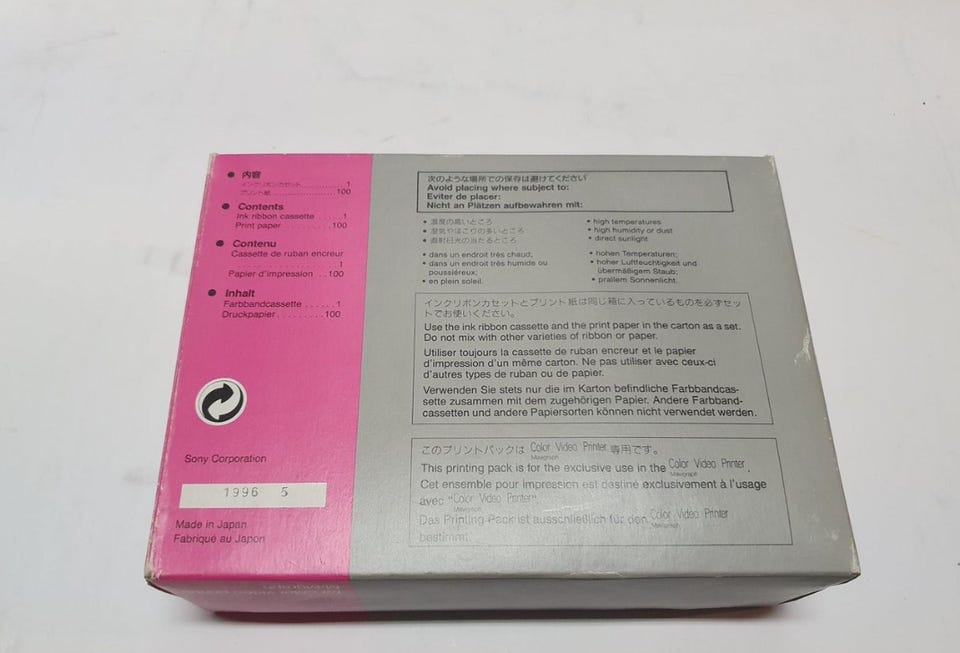 ● 内容
インクリボンカセット..........1
プリント紙..........100
● Contents
Ink ribbon cassette .....1
Print paper.........100
● Contenu
Cassette de ruban encreur
..........1
Papier d'impression ..100
● Inhalt
Farbbandcassette ......1
Druckpapier.........100
Sony Corporation
1996 5
Made in Japan
Fabriqué au Japon
次のような場所での保存は避けてください
Avoid placing where subject to:
Eviter de placer:
Nicht an Plätzen aufbewahren mit:
• 温度の高いところ
• 湿気やほこりの多いところ
• 直射日光の当たるところ
• high temperatures
• high humidity or dust
• direct sunlight
• dans un endroit très chaud;
• dans un endroit très humide ou
poussiéreux;
• en plein soleil.
• hohen Temperaturen;
• hoher Luftfeuchtigkeit und
übermäßigem Staub;
• prallem Sonnenlicht.
インクリボンカセットとプリント紙は同じ箱に入っているものを必ずセッ
トでお使いください。
Use the ink ribbon cassette and the print paper in the carton as a set.
Do not mix with other varieties of ribbon or paper.
Utiliser toujours la cassette de ruban encreur et le papier
d'impression d'un même carton. Ne pas utiliser avec ceux-ci
d'autres types de ruban ou de papier.
Verwenden Sie stets nur die im Karton befindliche Farbbandcas-
sette zusammen mit dem zugehörigen Papier. Andere Farbband-
cassetten und andere Papiersorten können nicht verwendet werden.
このプリントパックは Color Video Printer 専用です。
Mavigraph
This printing pack is for the exclusive use in the Color Video Printer.
Mavigraph
Cet ensemble pour impression est destiné exclusivement à l'usage
avec "Color Video Printer".
Mavigraph
Das Printing-Pack ist ausschließlich für den Color Video Printer
Mavigraph
bestimmt.